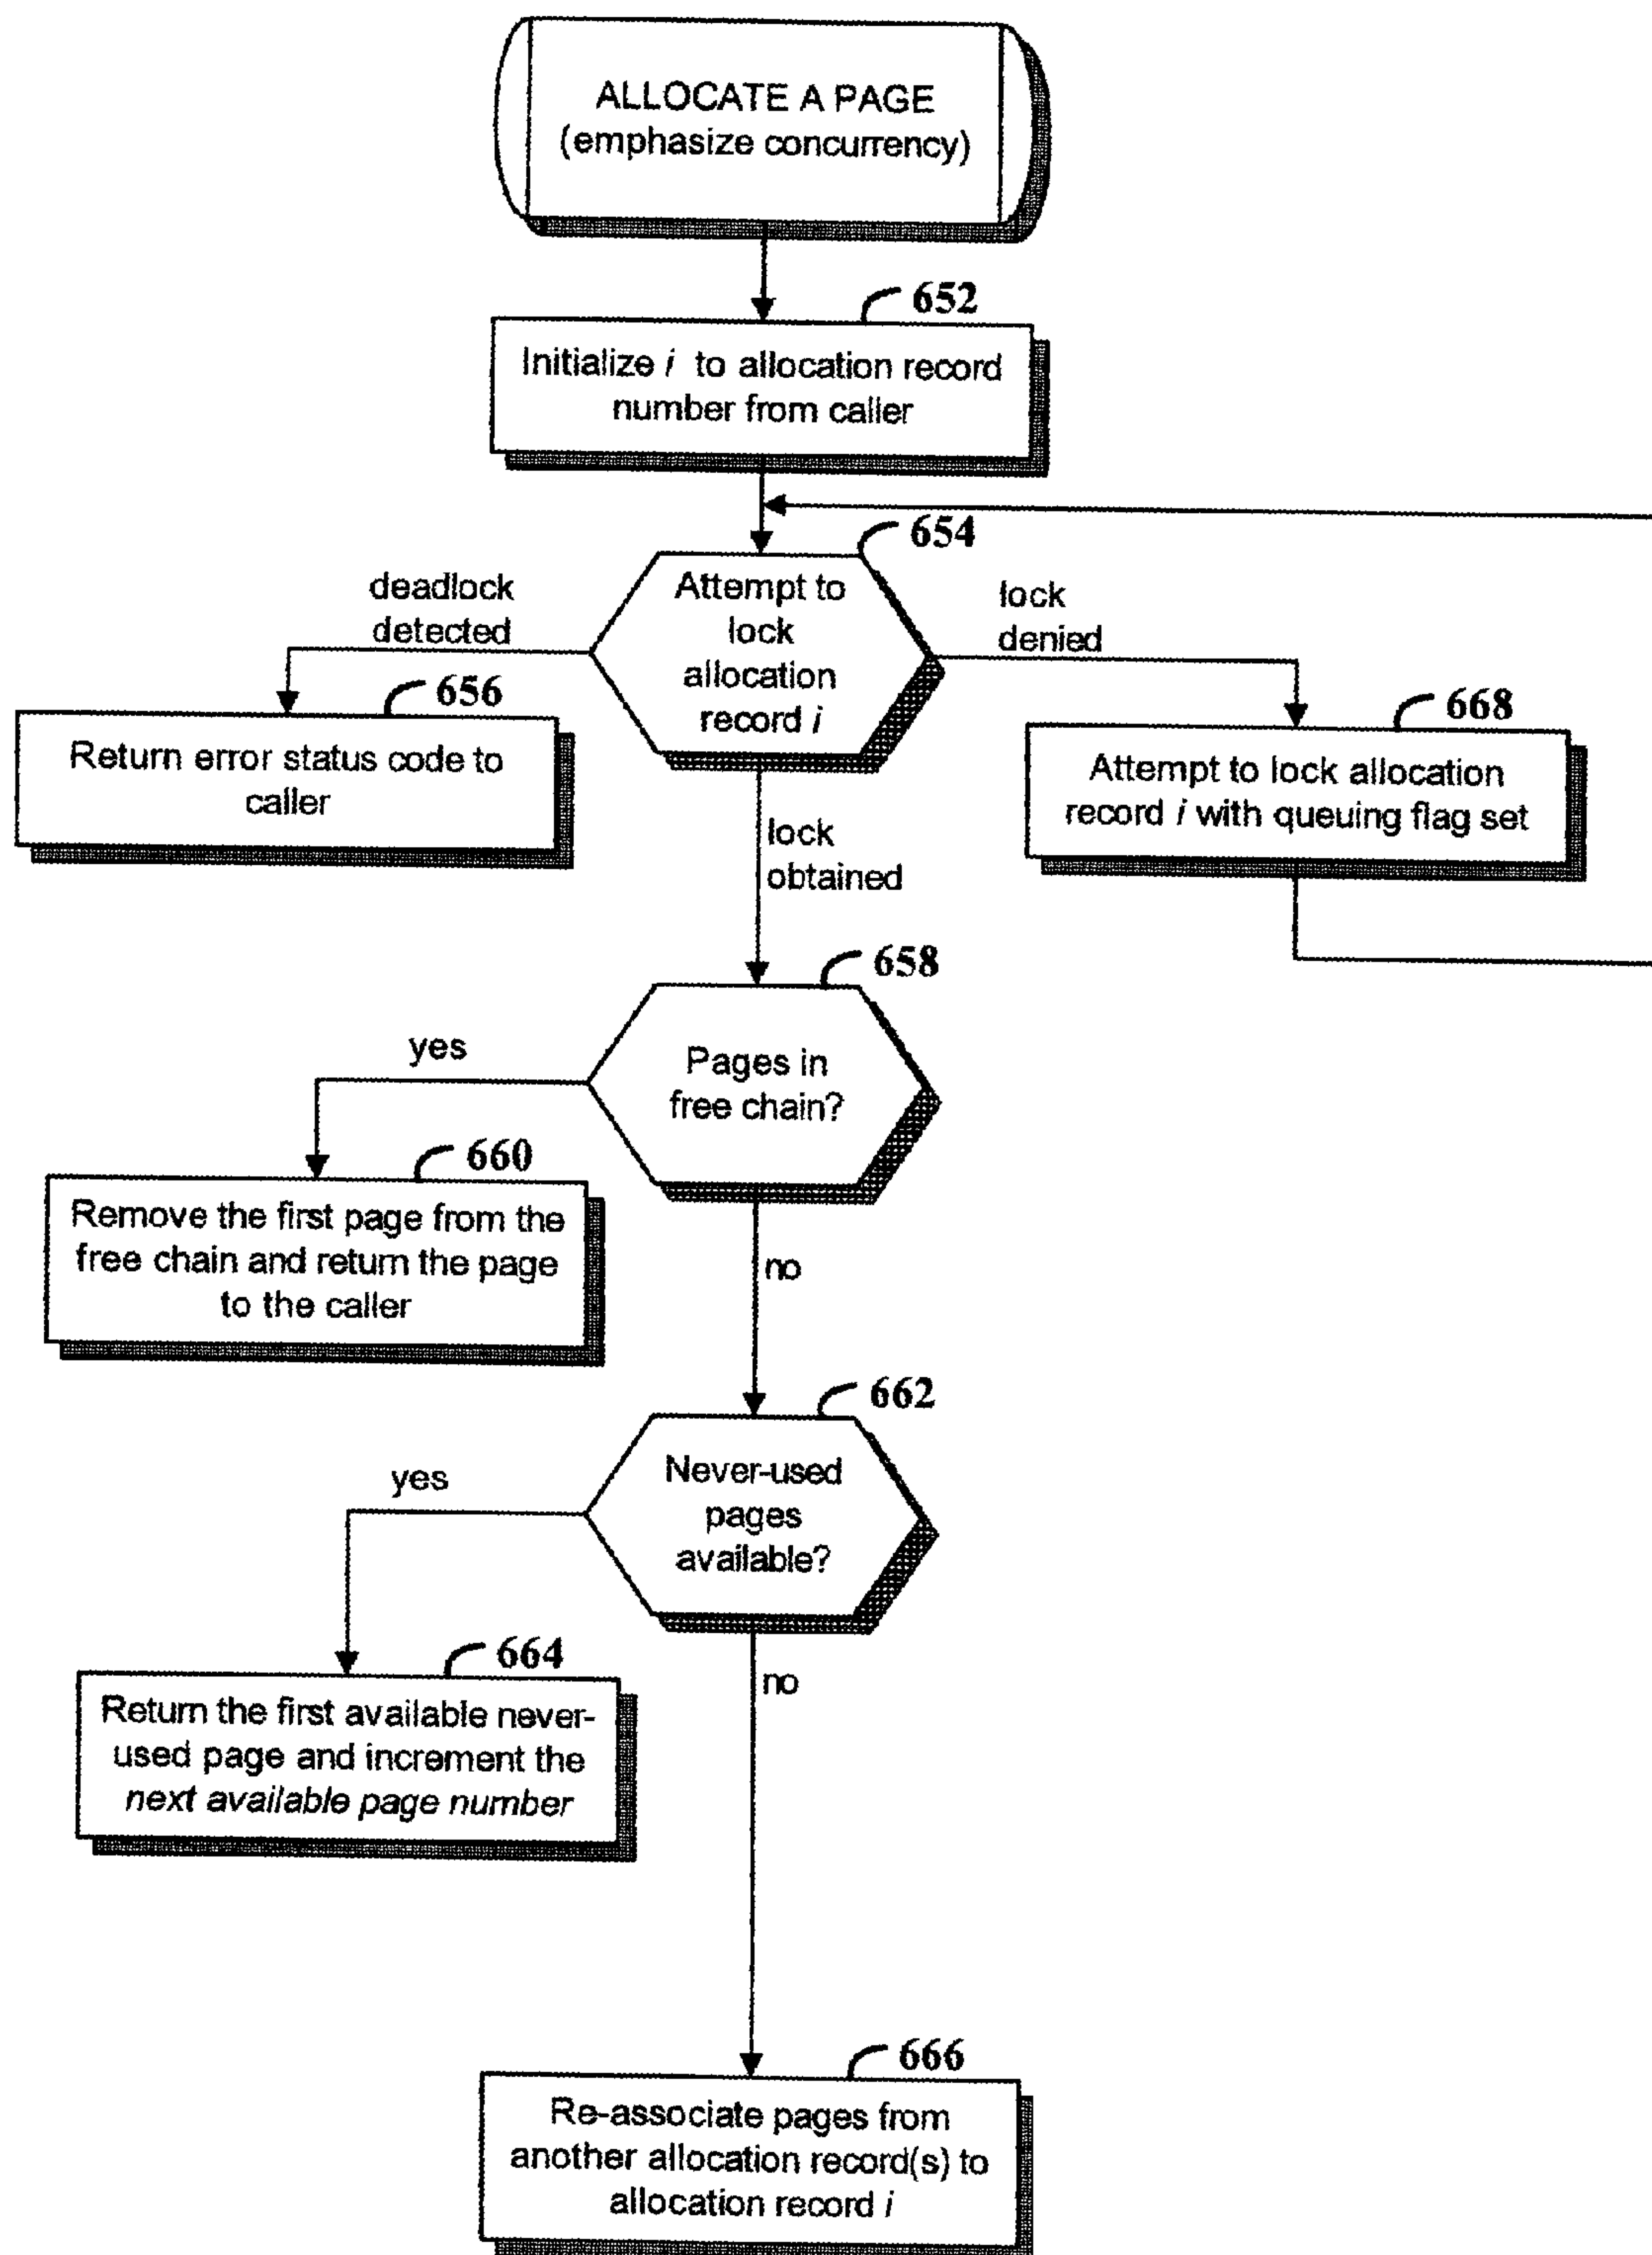 ALLOCATE A PAGE
(emphasize concurrency)
652
Initialize i to allocation record
number from caller
654
Attempt to
lock
allocation
record i
deadlock
detected
lock
denied
656
Return error status code to
caller
668
Attempt to lock allocation
record i with queuing flag set
lock
obtained
658
Pages in
free chain?
yes
660
Remove the first page from the
free chain and return the page
to the caller
no
662
Never-used
pages
available?
yes
664
Return the first available never-
used page and increment the
next available page number
no
666
Re-associate pages from
another allocation record(s) to
allocation record i